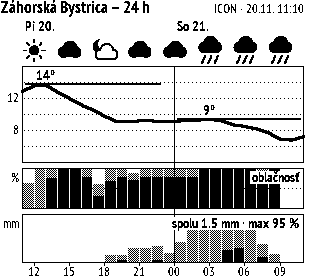 Záhorská Bystrica – 24 h
ICON · 20.11. 11:10
Pi 20.
So 21.
14°
9°
12
8
%
oblačnosť
mm
spolu 1.5 mm · max 95 %
12 15 18 21 00 03 06 09